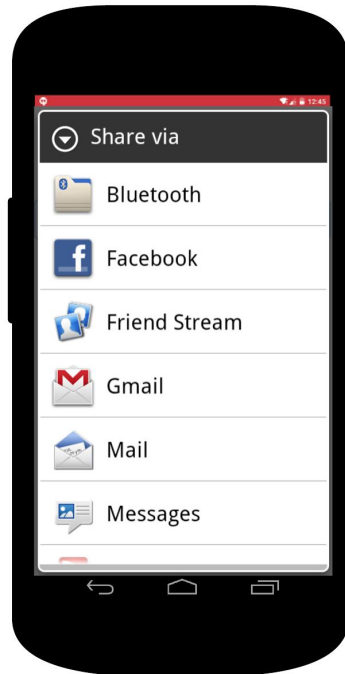 12:45
Share via
Bluetooth
Facebook
Friend Stream
Gmail
Mail
Messages